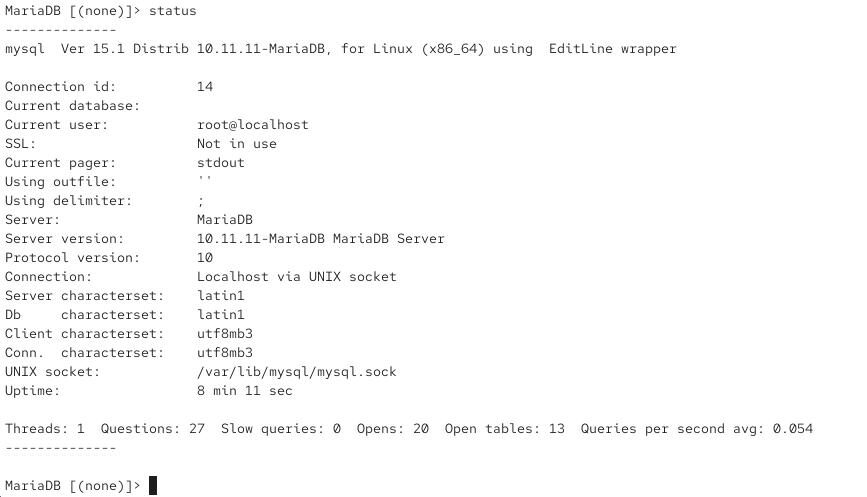 MariaDB [(none)]> status
--------------
mysql  Ver 15.1 Distrib 10.11.11-MariaDB, for Linux (x86_64) using  EditLine wrapper

Connection id:          14
Current database:
Current user:           root@localhost
SSL:                    Not in use
Current pager:          stdout
Using outfile:          ''
Using delimiter:        ;
Server:                 MariaDB
Server version:         10.11.11-MariaDB MariaDB Server
Protocol version:       10
Connection:             Localhost via UNIX socket
Server characterset:    latin1
Db     characterset:    latin1
Client characterset:    utf8mb3
Conn.  characterset:    utf8mb3
UNIX socket:            /var/lib/mysql/mysql.sock
Uptime:                 8 min 11 sec

Threads: 1  Questions: 27  Slow queries: 0  Opens: 20  Open tables: 13  Queries per second avg: 0.054
--------------

MariaDB [(none)]>